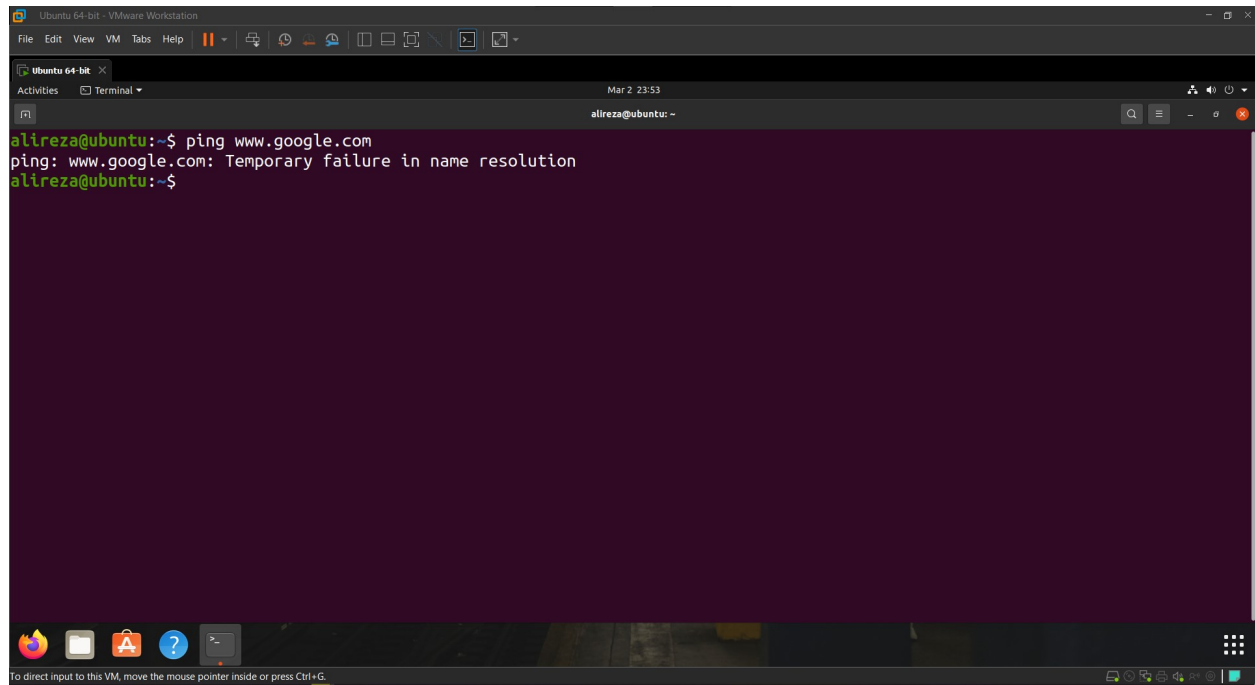 Ubuntu 64-bit - VMware Workstation
File Edit View VM Tabs Help
Ubuntu 64-bit
Activities Terminal Mar 2 23:53
alireza@ubuntu: ~
alireza@ubuntu:~$ ping www.google.com
ping: www.google.com: Temporary failure in name resolution
alireza@ubuntu:~$
To direct input to this VM, move the mouse pointer inside or press Ctrl+G.